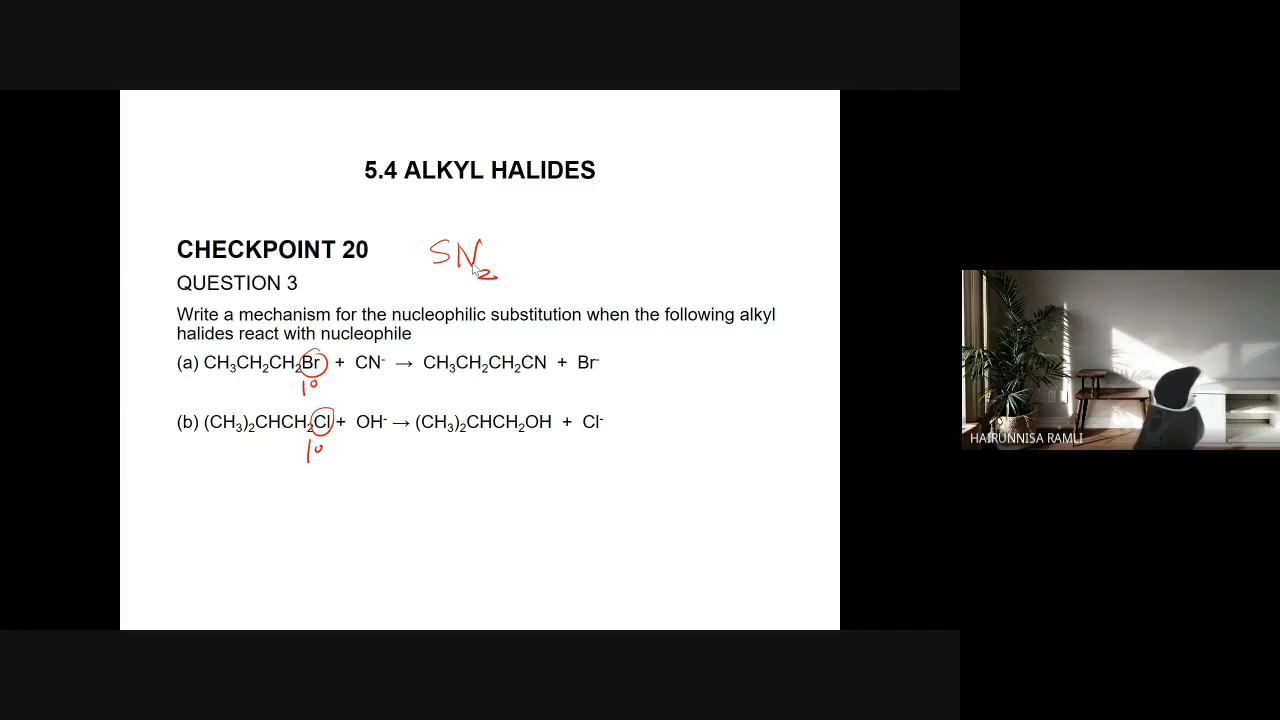 5.4 ALKYL HALIDES
CHECKPOINT 20
SN2
QUESTION 3
Write a mechanism for the nucleophilic substitution when the following alkyl
halides react with nucleophile
(a) CH₃CH₂CH₂Br + CN⁻ → CH₃CH₂CH₂CN + Br⁻
1°
(b) (CH₃)₂CHCH₂Cl + OH⁻ → (CH₃)₂CHCH₂OH + Cl⁻
1°
HAIRUNNISA RAMLI